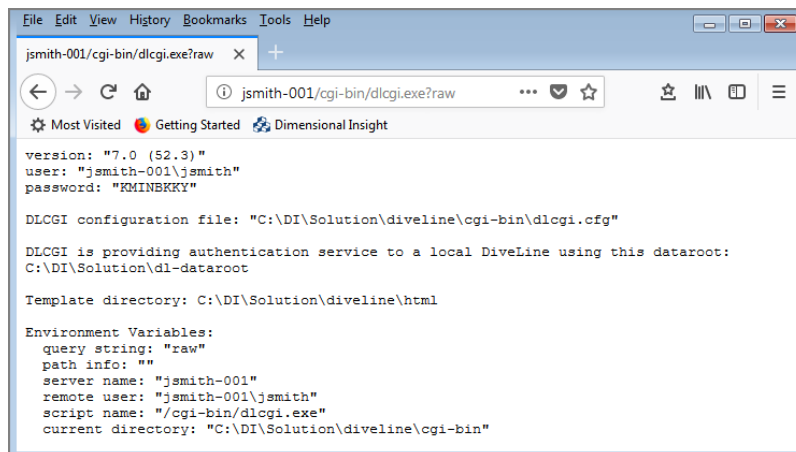 File Edit View History Bookmarks Tools Help
jsmith-001/cgi-bin/dlcgi.exe?raw
jsmith-001/cgi-bin/dlcgi.exe?raw
Most Visited Getting Started Dimensional Insight
version: "7.0 (52.3)"
user: "jsmith-001\jsmith"
password: "KMINBKKY"
DLCGI configuration file: "C:\DI\Solution\diveline\cgi-bin\dlcgi.cfg"
DLCGI is providing authentication service to a local DiveLine using this dataroot:
C:\DI\Solution\dl-dataroot
Template directory: C:\DI\Solution\diveline\html
Environment Variables:
query string: "raw"
path info: ""
server name: "jsmith-001"
remote user: "jsmith-001\jsmith"
script name: "/cgi-bin/dlcgi.exe"
current directory: "C:\DI\Solution\diveline\cgi-bin"